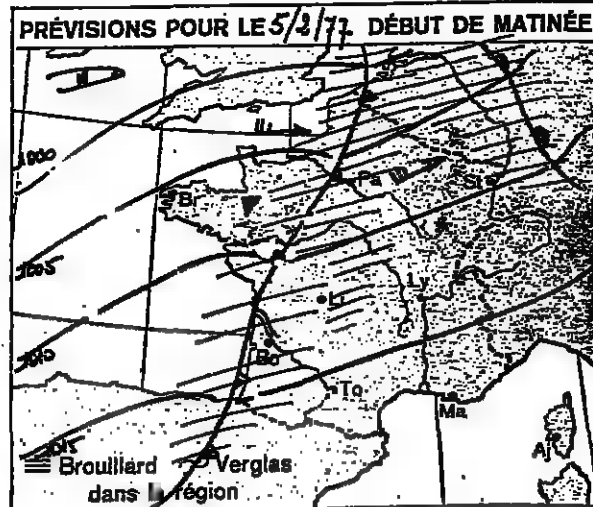 PRÉVISIONS POUR LE 5/2/77 DÉBUT DE MATINÉE
1000
Pa
St
Br
1005
Li
Ly
1010
Bo
To
Ma
1015
Aj
Brouillard Verglas
dans la région